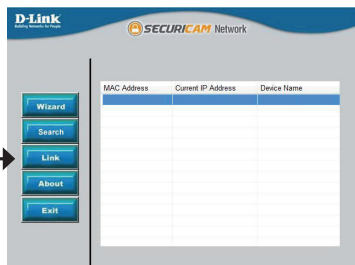 D-Link
Building Networks for People
SECURICAM Network
MAC Address Current IP Address Device Name
Wizard
Search
Link
About
Exit